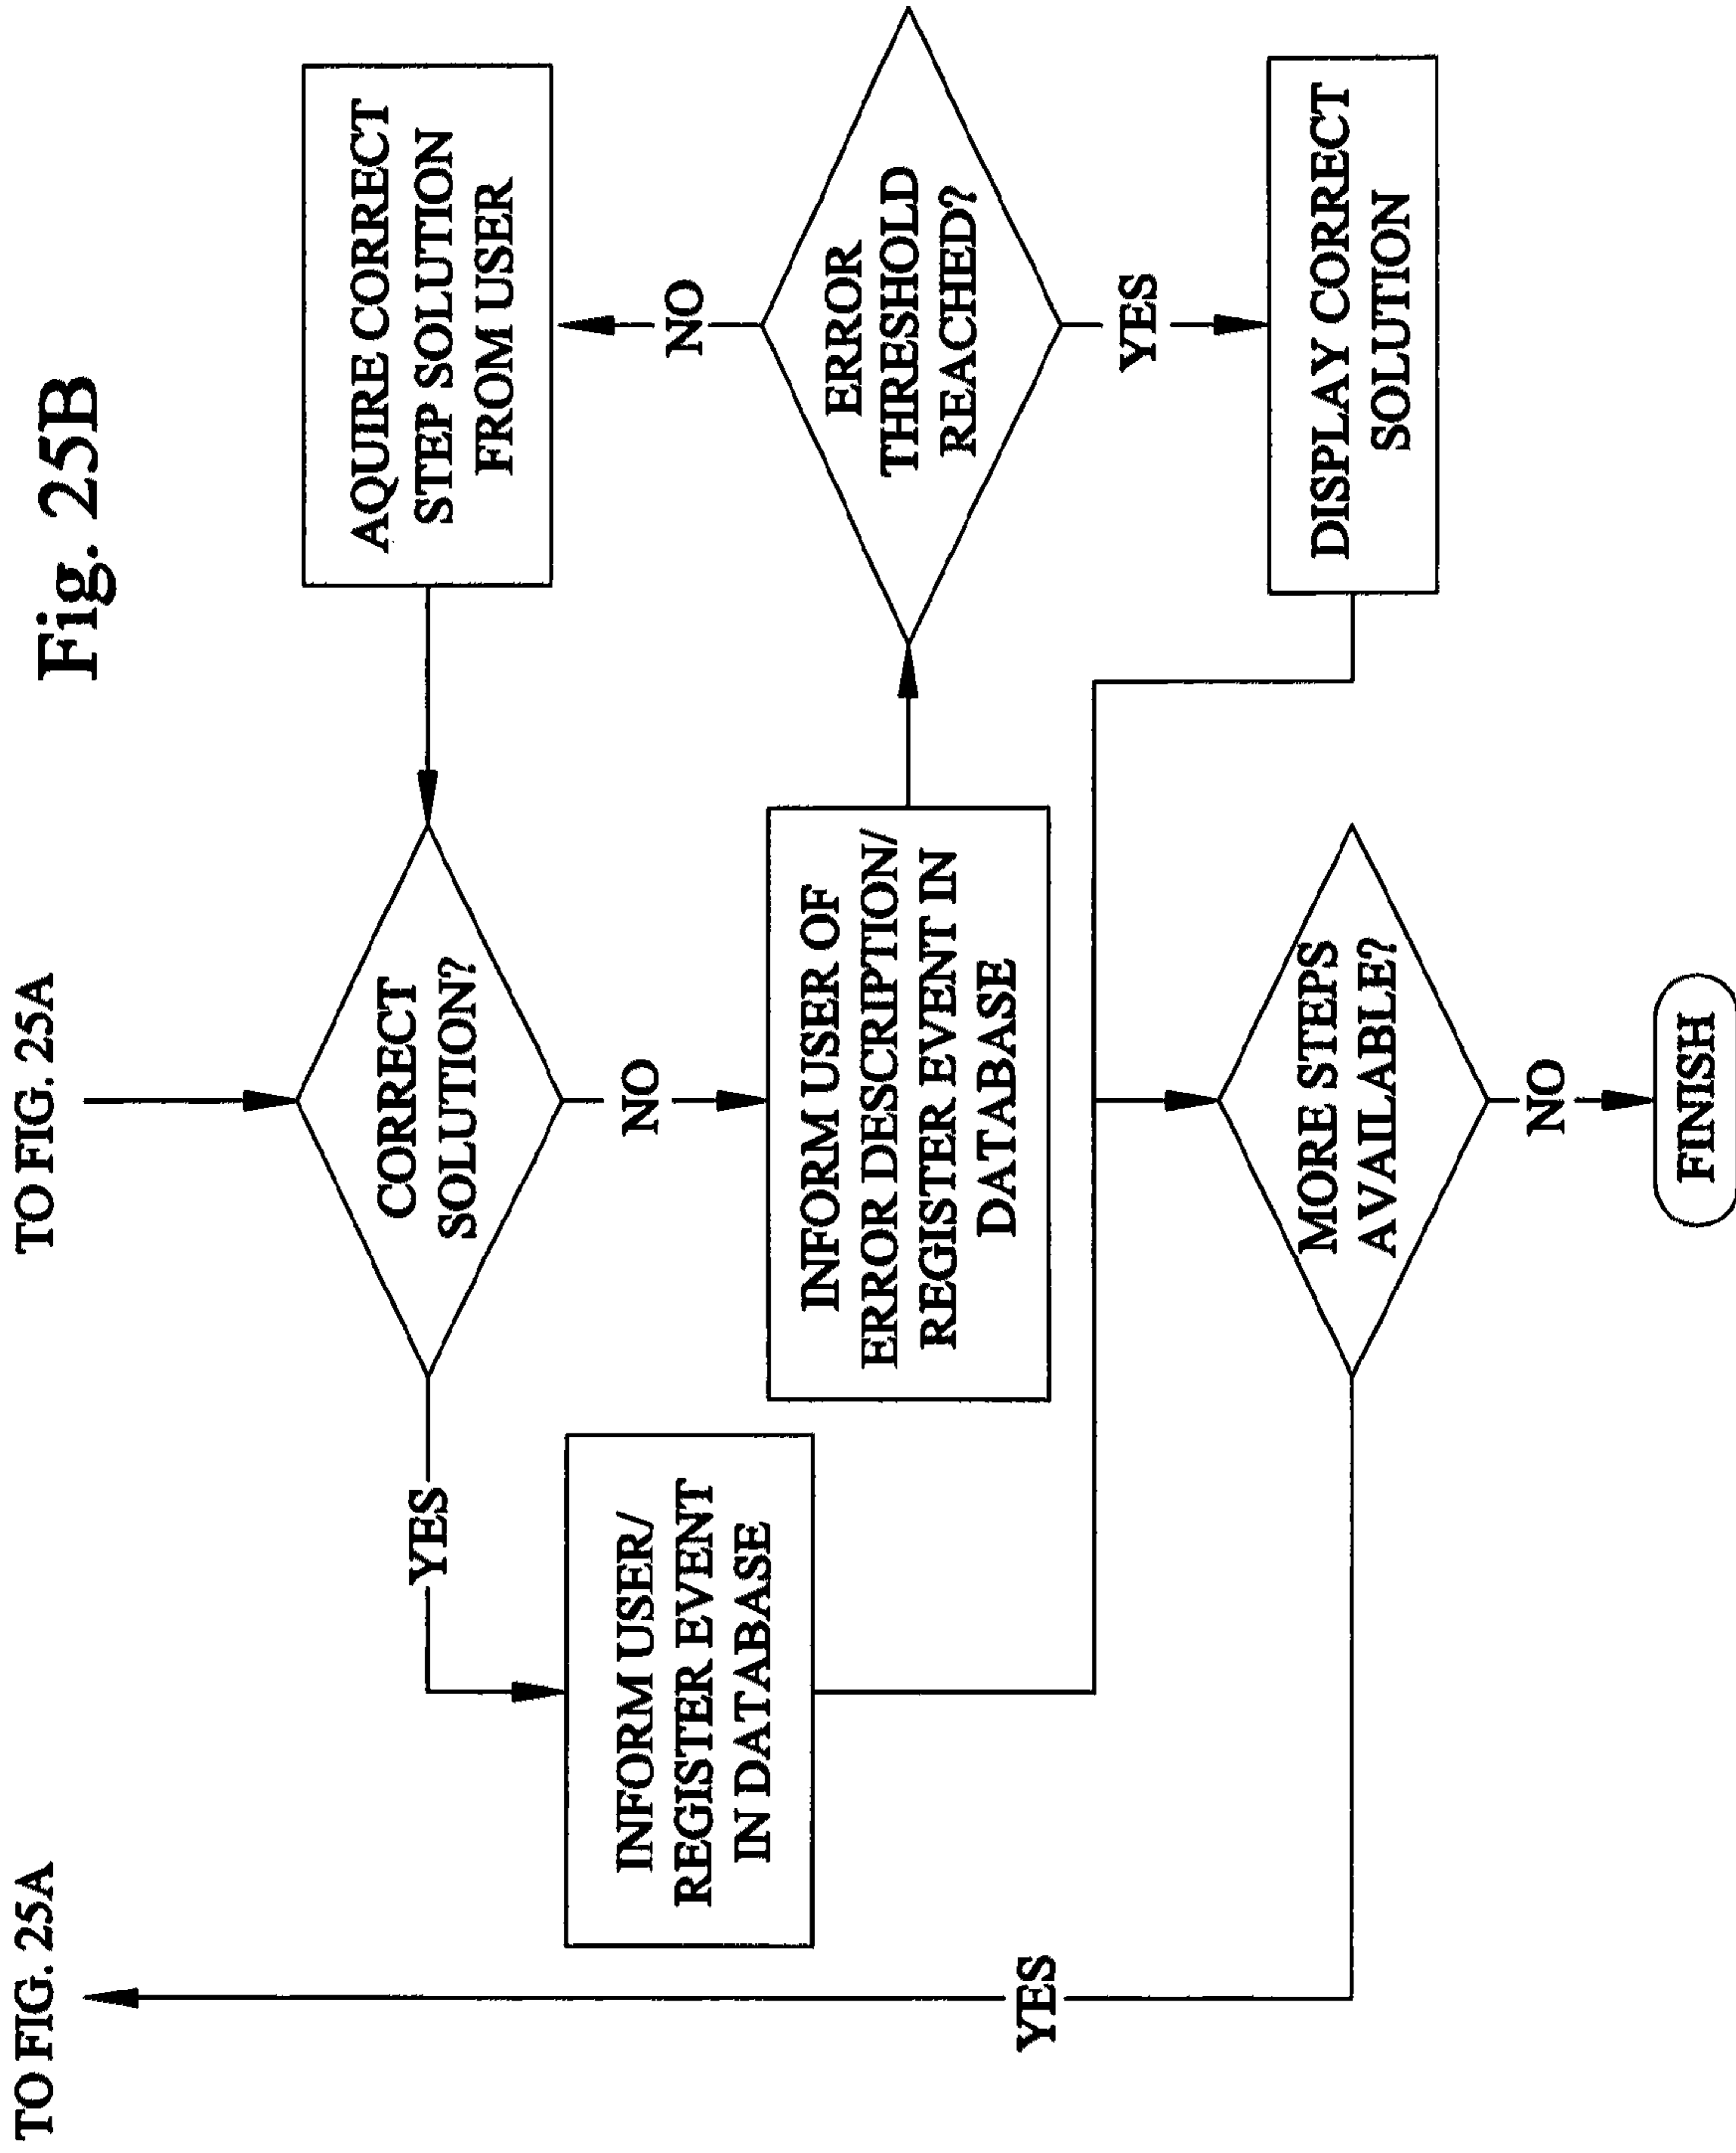 TO FIG. 25A
TO FIG. 25A
Fig. 25B
CORRECT
SOLUTION?
AQUIRE CORRECT
STEP SOLUTION
FROM USER
YES
NO
NO
INFORM USER/
REGISTER EVENT
IN DATABASE
INFORM USER OF
ERROR DESCRIPTION/
REGISTER EVENT IN
DATABASE
ERROR
THRESHOLD
REACHED?
YES
YES
MORE STEPS
AVAILABLE?
DISPLAY CORRECT
SOLUTION
NO
FINISH